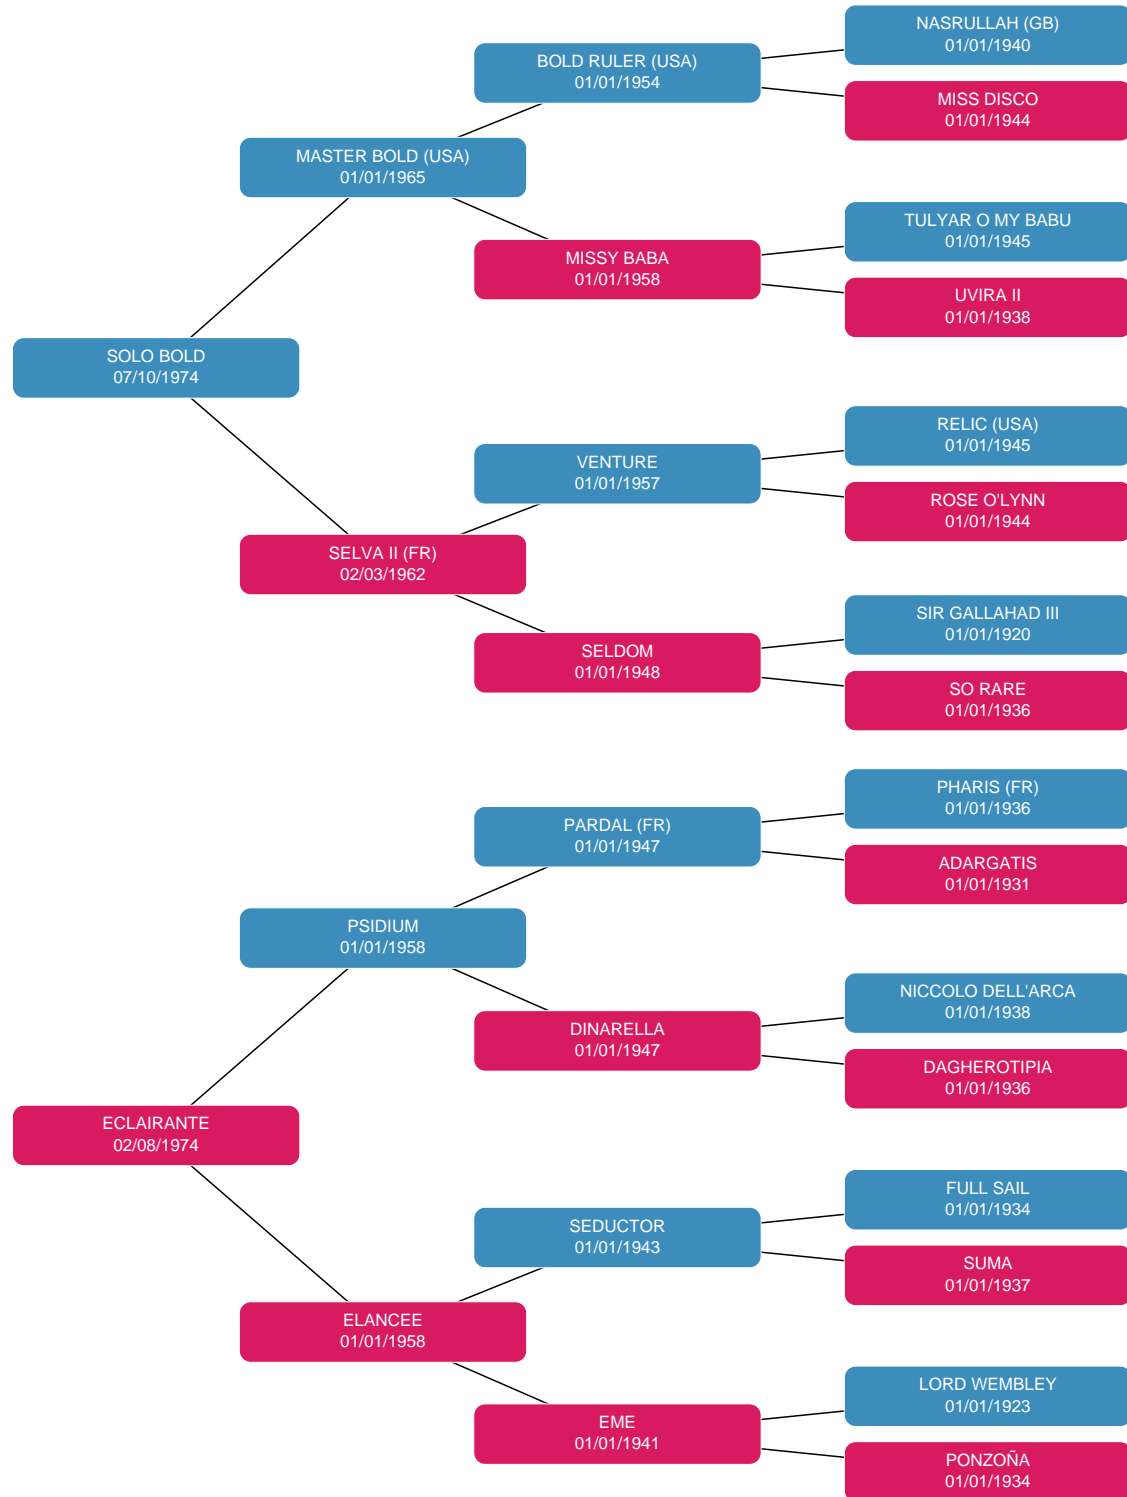 NASRULLAH (GB)
01/01/1940
BOLD RULER (USA)
01/01/1954
MISS DISCO
01/01/1944
MASTER BOLD (USA)
01/01/1965
TULYAR O MY BABU
01/01/1945
MISSY BABA
01/01/1958
UVIRA II
01/01/1938
SOLO BOLD
07/10/1974
RELIC (USA)
01/01/1945
VENTURE
01/01/1957
ROSE O'LYNN
01/01/1944
SELVA II (FR)
02/03/1962
SIR GALLAHAD III
01/01/1920
SELDOM
01/01/1948
SO RARE
01/01/1936
PHARIS (FR)
01/01/1936
PARDAL (FR)
01/01/1947
ADARGATIS
01/01/1931
PSIDIUM
01/01/1958
NICCOLO DELL'ARCA
01/01/1938
DINARELLA
01/01/1947
DAGHEROTIPIA
01/01/1936
ECLAIRANTE
02/08/1974
FULL SAIL
01/01/1934
SEDUCTOR
01/01/1943
SUMA
01/01/1937
ELANCEE
01/01/1958
LORD WEMBLEY
01/01/1923
EME
01/01/1941
PONZOÑA
01/01/1934